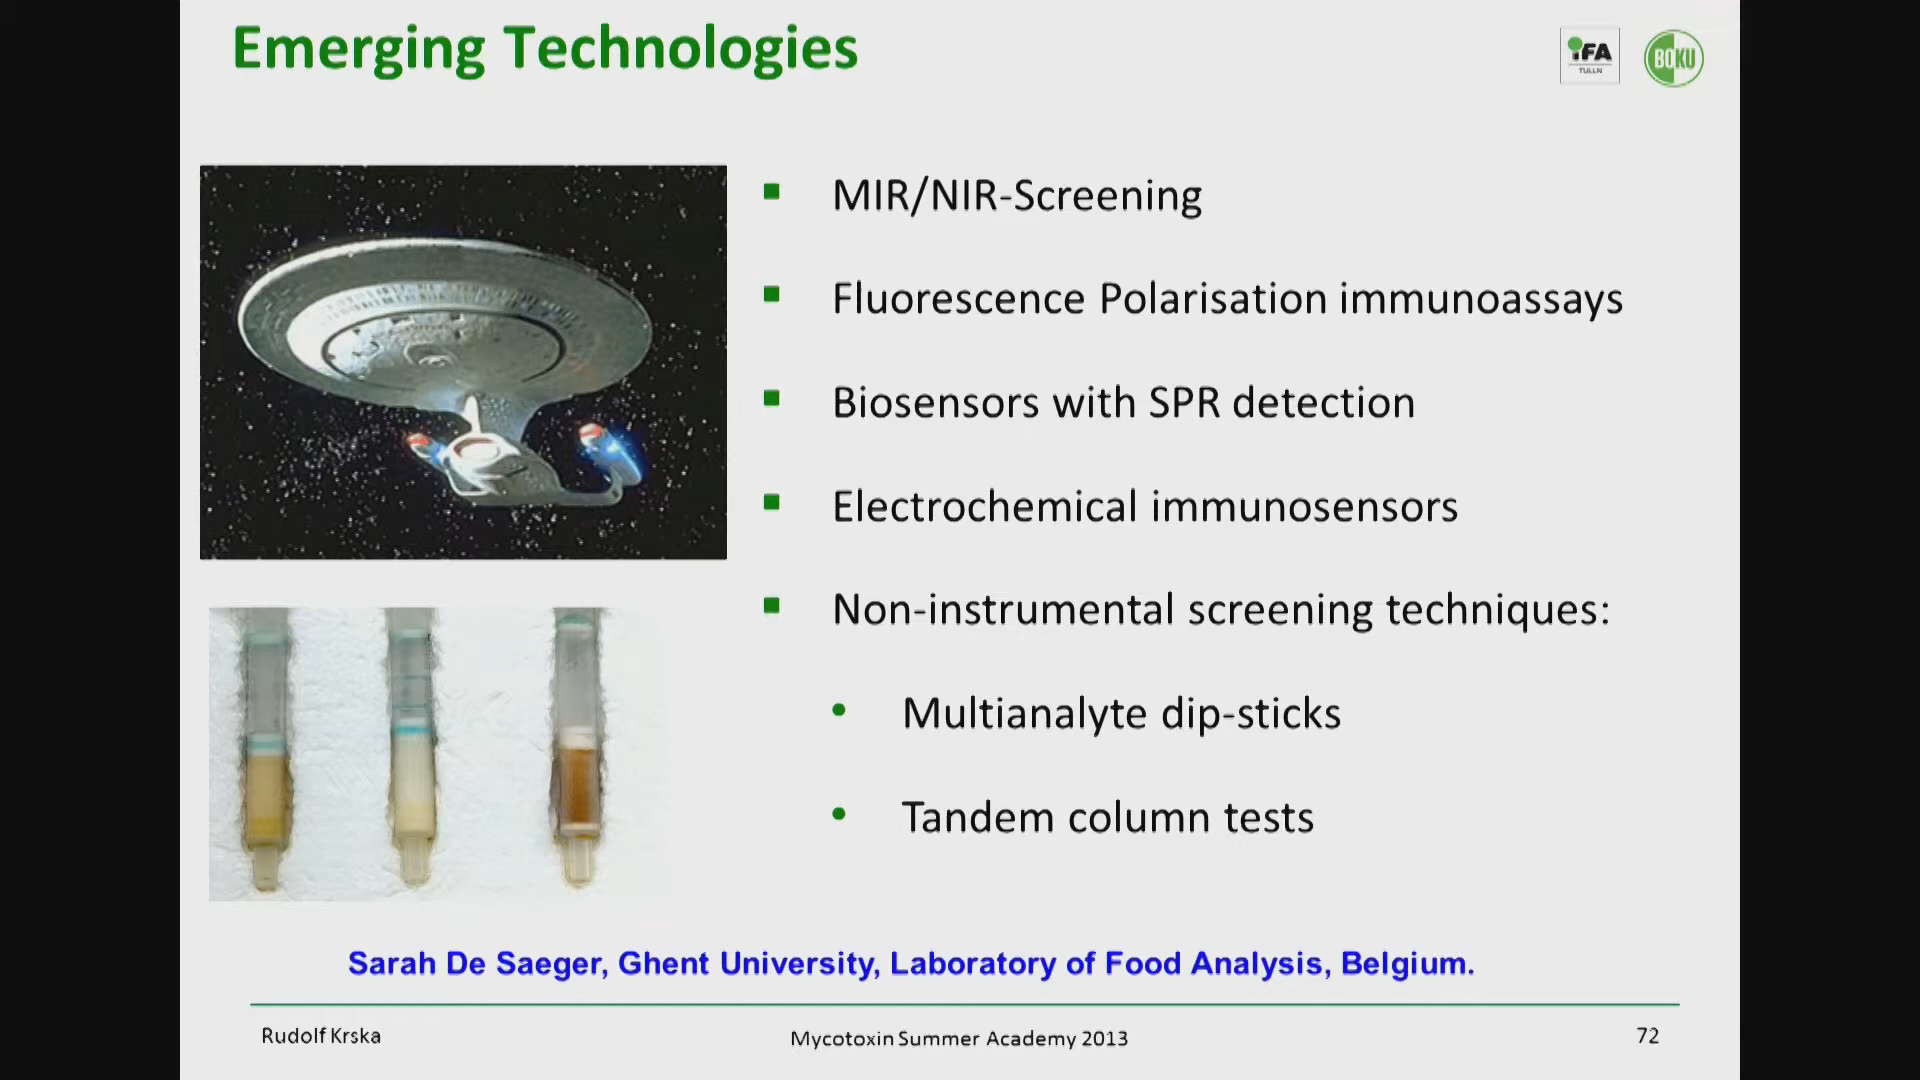 Emerging Technologies
iFA
TULLN
BOKU
MIR/NIR-Screening
Fluorescence Polarisation immunoassays
Biosensors with SPR detection
Electrochemical immunosensors
Non-instrumental screening techniques:
Multianalyte dip-sticks
Tandem column tests
Sarah De Saeger, Ghent University, Laboratory of Food Analysis, Belgium.
Rudolf Krska
Mycotoxin Summer Academy 2013
72